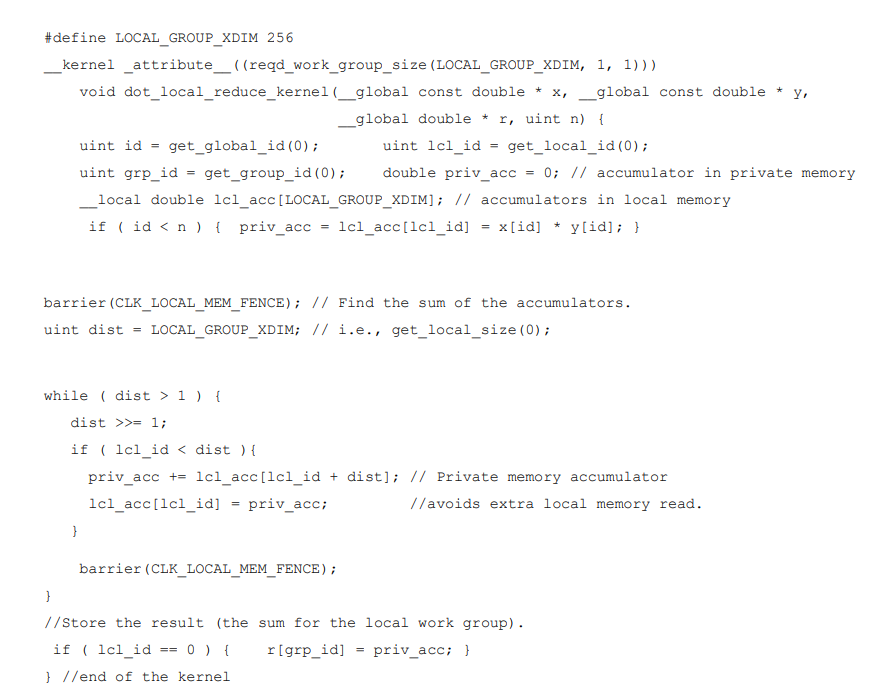 #define LOCAL_GROUP_XDIM 256
__kernel _attribute__((reqd_work_group_size(LOCAL_GROUP_XDIM, 1, 1)))
void dot_local_reduce_kernel(__global const double * x, __global const double * y,
__global double * r, uint n) {
uint id = get_global_id(0); uint lcl_id = get_local_id(0);
uint grp_id = get_group_id(0); double priv_acc = 0; // accumulator in private memory
__local double lcl_acc[LOCAL_GROUP_XDIM]; // accumulators in local memory
if ( id < n ) { priv_acc = lcl_acc[lcl_id] = x[id] * y[id]; }
barrier(CLK_LOCAL_MEM_FENCE); // Find the sum of the accumulators.
uint dist = LOCAL_GROUP_XDIM; // i.e., get_local_size(0);
while ( dist > 1 ) {
dist >>= 1;
if ( lcl_id < dist ){
priv_acc += lcl_acc[lcl_id + dist]; // Private memory accumulator
lcl_acc[lcl_id] = priv_acc; //avoids extra local memory read.
}
barrier(CLK_LOCAL_MEM_FENCE);
}
//Store the result (the sum for the local work group).
if ( lcl_id == 0 ) { r[grp_id] = priv_acc; }
} //end of the kernel